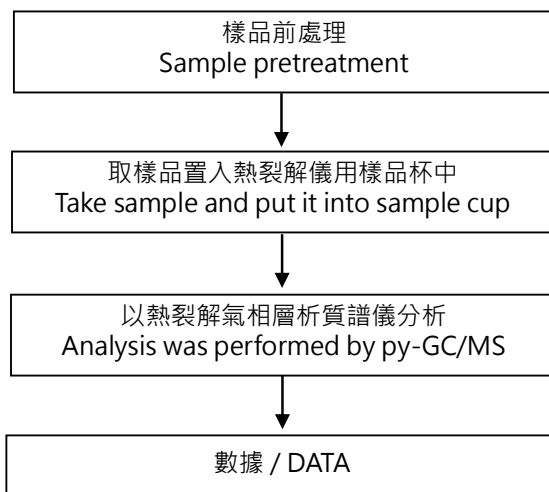 樣品前處理
Sample pretreatment
取樣品置入熱裂解儀用樣品杯中
Take sample and put it into sample cup
以熱裂解氣相層析質譜儀分析
Analysis was performed by py-GC/MS
數據 / DATA